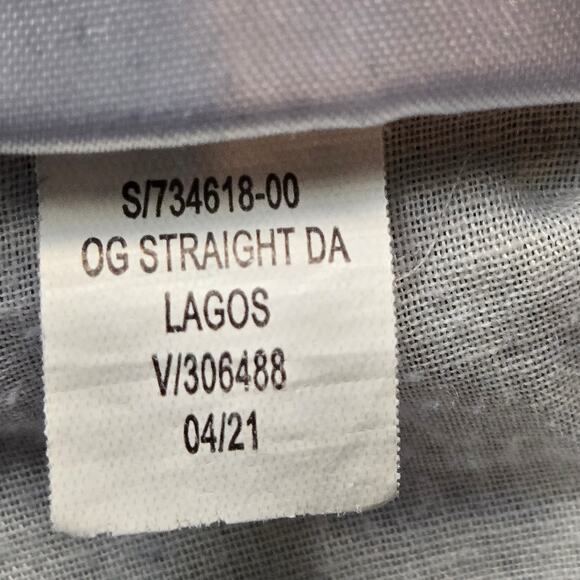 S/734618-00
OG STRAIGHT DA
LAGOS
V/306488
04/21